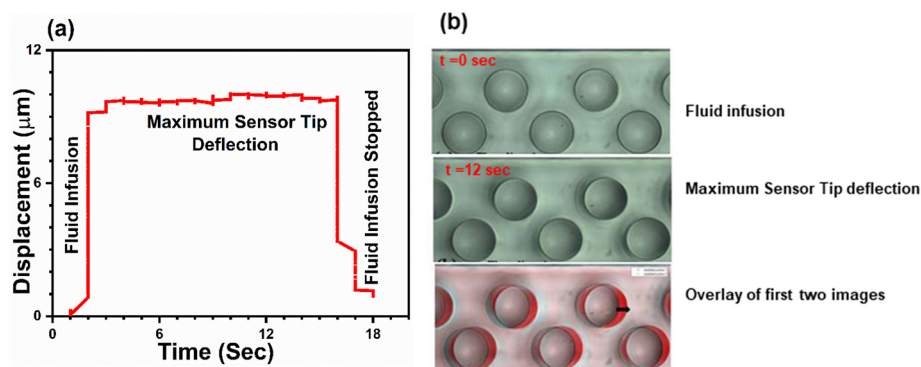 (a)
12
6
0
Displacement (μm)
Fluid Infusion
Maximum Sensor Tip
Deflection
Fluid Infusion Stopped
0 6 12 18
Time (Sec)
(b)
t =0 sec
Fluid infusion
t =12 sec
Maximum Sensor Tip deflection
Overlay of first two images